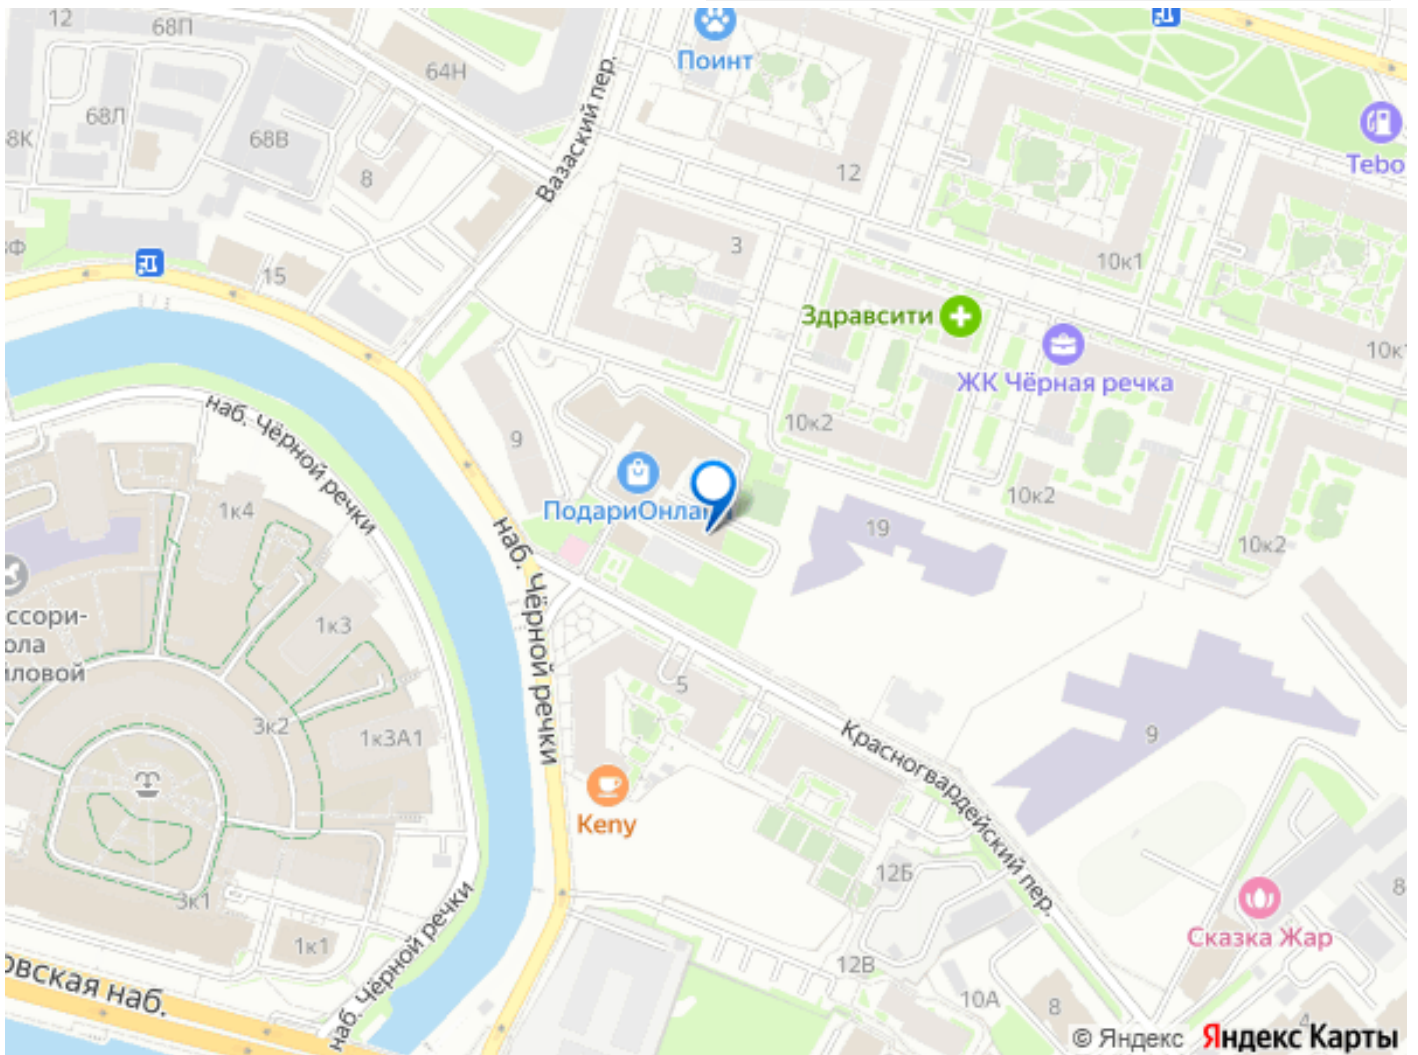 12
68П
64Н
68Л
68В
8К
8
Вазаский пер.
Поинт
12
3
Tebo
10к1
15
Здравсити
ЖК Чёрная речка
10к
10к2
9
наб. Чёрной речки
1к4
ПодариОнла
19
10к2
10к2
наб. Чёрной речки
ссори-
ола
иловой
1к3
5
3к2
1к3А1
Красногвардейский пер.
9
Keny
12Б
3к1
наб. Чёрной речки
1к1
12В
10А
8
8
Сказка Жар
4
овская наб.
© Яндекс Яндекс Карты